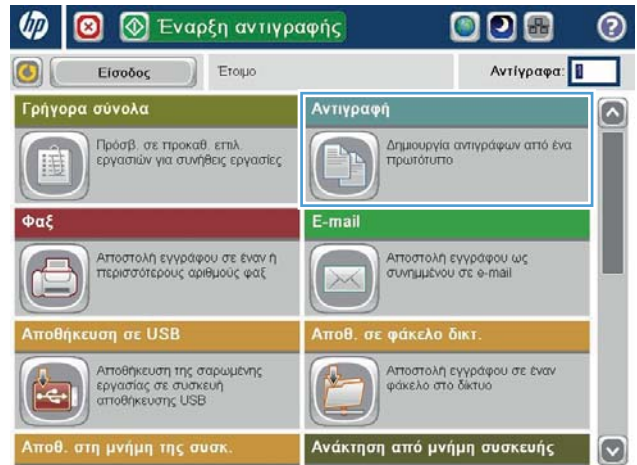 hp Έναρξη αντιγραφής ?
Είσοδος Έτοιμο Αντίγραφα: 1
Γρήγορα σύνολα
Πρόσβ. σε προκαθ. επιλ.
εργασιών για συνήθεις εργασίες
Αντιγραφή
Δημιουργία αντιγράφων από ένα
πρωτότυπο
Φαξ
Αποστολή εγγράφου σε έναν ή
περισσότερους αριθμούς φαξ
E-mail
Αποστολή εγγράφου ως
συνημμένου σε e-mail
Αποθήκευση σε USB
Αποθήκευση της σαρωμένης
εργασίας σε συσκευή
αποθήκευσης USB
Αποθ. σε φάκελο δικτ.
Αποστολή εγγράφου σε έναν
φάκελο στο δίκτυο
Αποθ. στη μνήμη της συσκ.
Ανάκτηση από μνήμη συσκευής